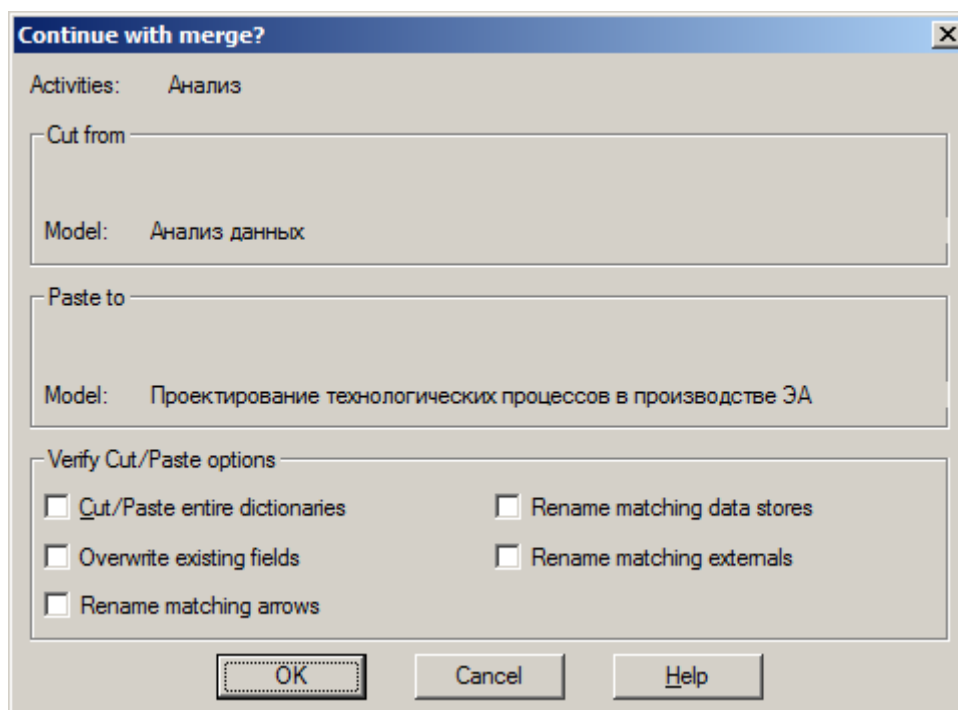 Continue with merge?
Activities: Анализ
Cut from
Model: Анализ данных
Paste to
Model: Проектирование технологических процессов в производстве ЭА
Verify Cut/Paste options
Cut/Paste entire dictionaries Rename matching data stores
Overwrite existing fields Rename matching externals
Rename matching arrows
OK Cancel Help